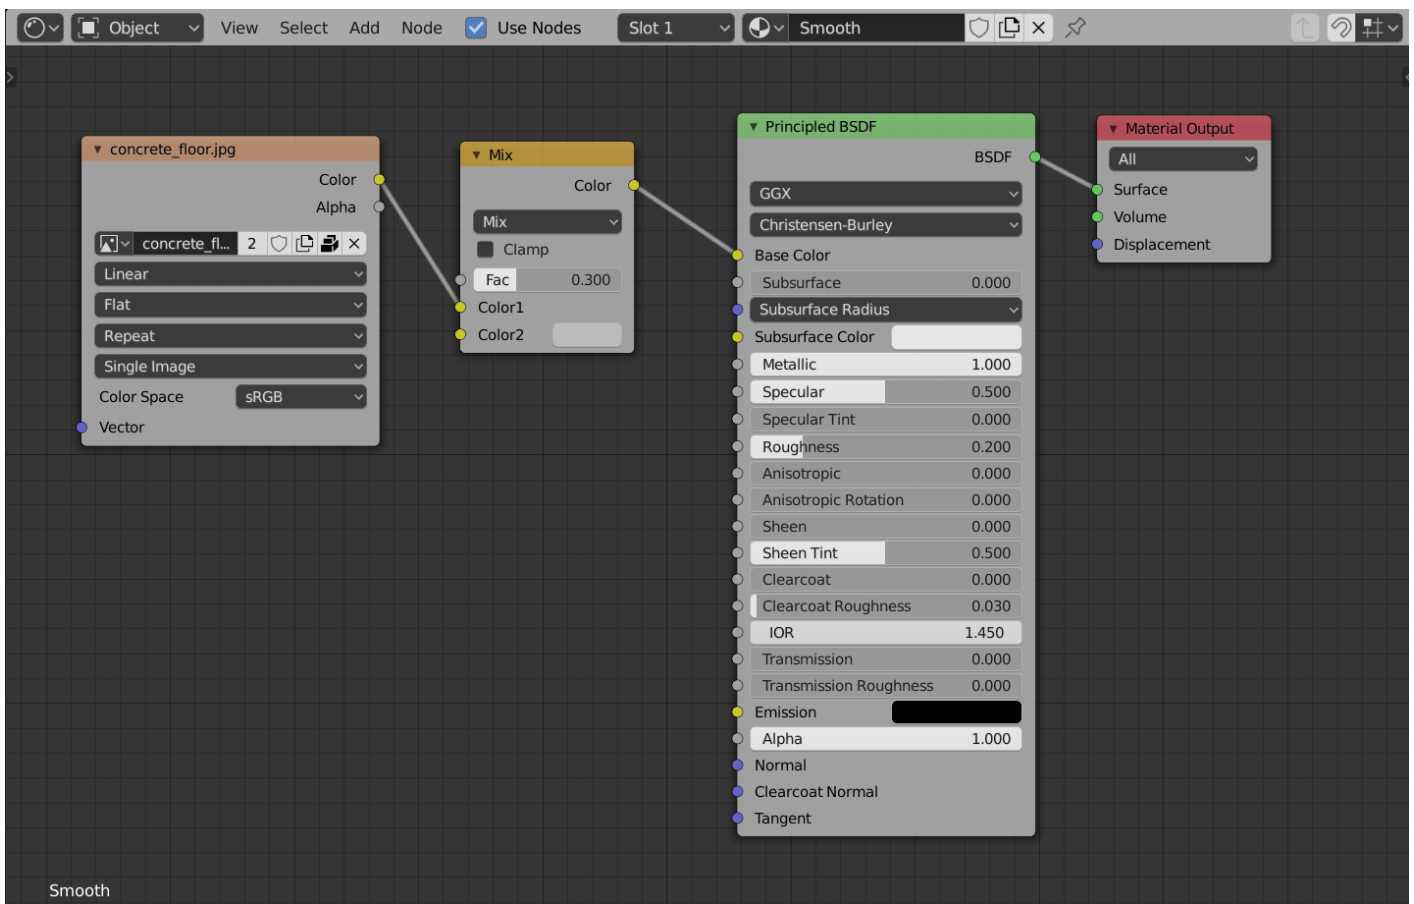 Object View Select Add Node Use Nodes Slot 1 Smooth
concrete_floor.jpg
Color
Alpha
concrete_fl... 2
Linear
Flat
Repeat
Single Image
Color Space sRGB
Vector
Mix
Color
Mix
Clamp
Fac 0.300
Color1
Color2
Principled BSDF
BSDF
GGX
Christensen-Burley
Base Color
Subsurface 0.000
Subsurface Radius
Subsurface Color
Metallic 1.000
Specular 0.500
Specular Tint 0.000
Roughness 0.200
Anisotropic 0.000
Anisotropic Rotation 0.000
Sheen 0.000
Sheen Tint 0.500
Clearcoat 0.000
Clearcoat Roughness 0.030
IOR 1.450
Transmission 0.000
Transmission Roughness 0.000
Emission
Alpha 1.000
Normal
Clearcoat Normal
Tangent
Material Output
All
Surface
Volume
Displacement
Smooth